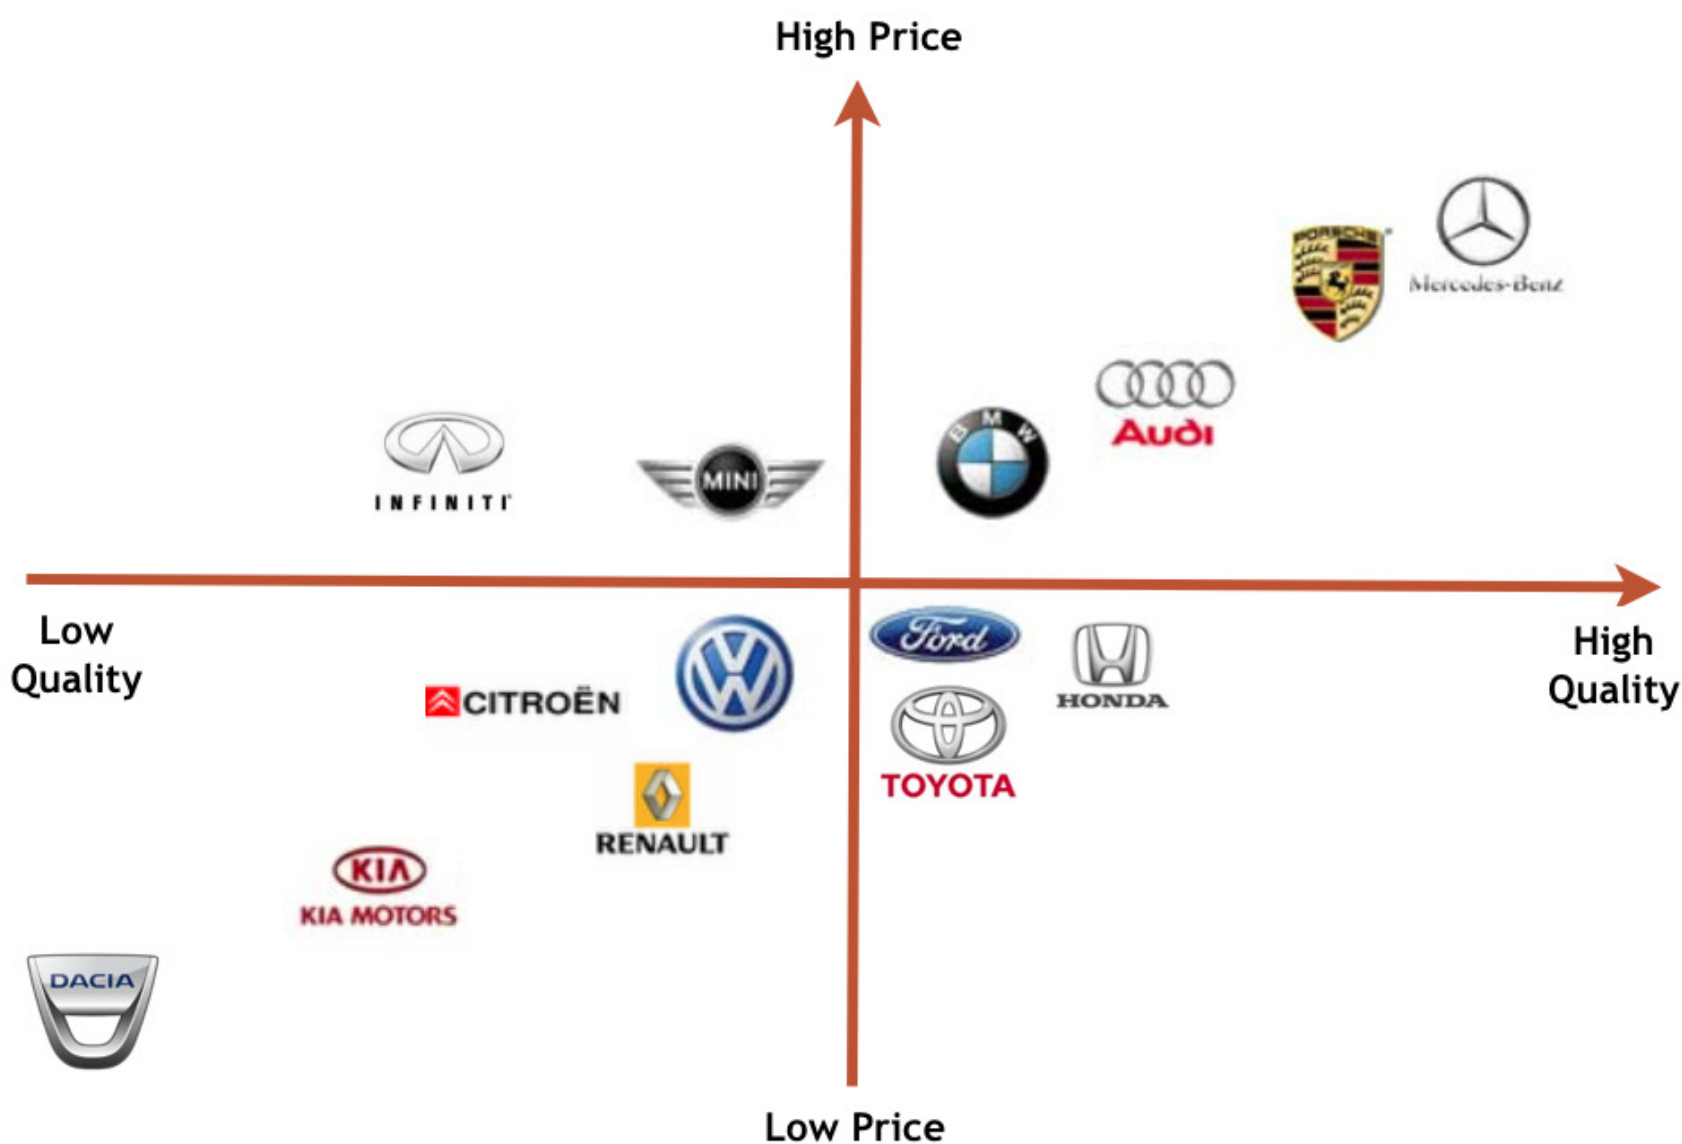 High Price
PORSCHE
Mercedes-Benz
Audi
BMW
INFINITI
MINI
Low
Quality
High
Quality
Ford
HONDA
CITROËN
TOYOTA
RENAULT
KIA
KIA MOTORS
DACIA
Low Price